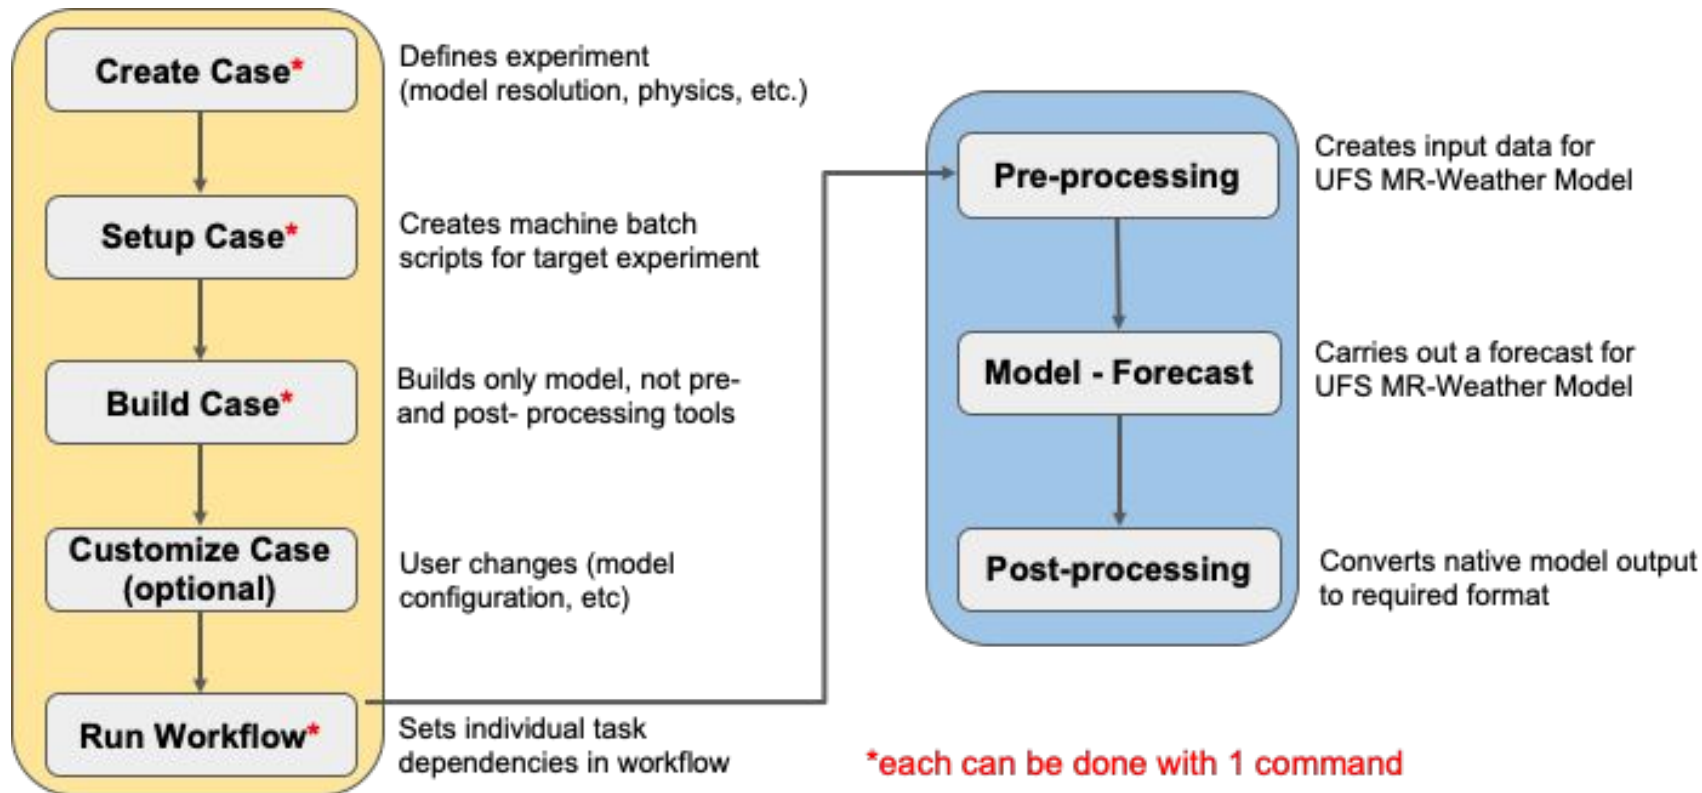 Create Case*
Defines experiment
(model resolution, physics, etc.)
Setup Case*
Creates machine batch
scripts for target experiment
Build Case*
Builds only model, not pre-
and post- processing tools
Customize Case
(optional)
User changes (model
configuration, etc)
Run Workflow*
Sets individual task
dependencies in workflow
Pre-processing
Creates input data for
UFS MR-Weather Model
Model - Forecast
Carries out a forecast for
UFS MR-Weather Model
Post-processing
Converts native model output
to required format
*each can be done with 1 command